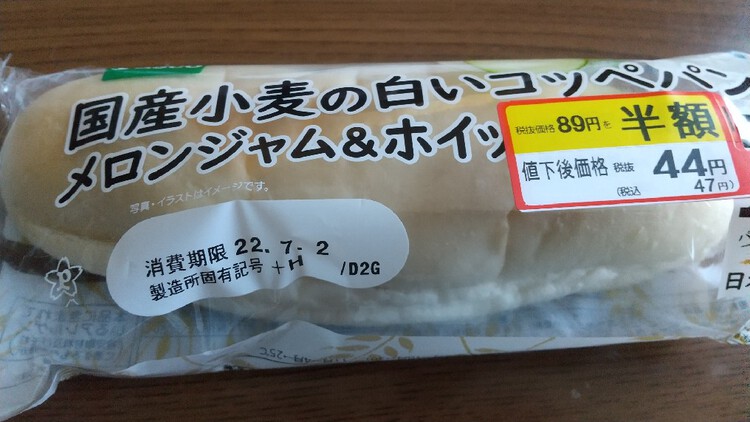 国産小麦の白いコッペパン
メロンジャム&ホイッ
税抜価格 89円を 半額
値下後価格 税抜 44円
(税込 47円)
写真・イラストはイメージです。
消費期限 22.7.2
製造所固有記号 +H /D2G